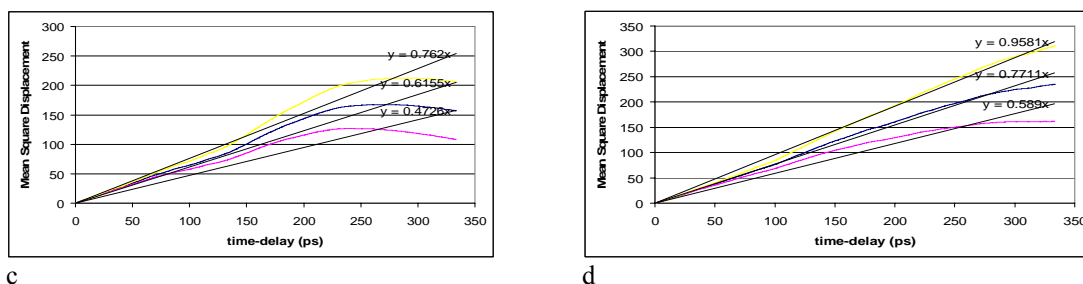 300
250
200
150
100
50
0
Mean Square Displacement
y = 0.762x
y = 0.6155x
y = 0.4726x
0 50 100 150 200 250 300 350
time-delay (ps)
c
350
300
250
200
150
100
50
0
Mean Square Displacement
y = 0.9581x
y = 0.7711x
y = 0.589x
0 50 100 150 200 250 300 350
time-delay (ps)
d